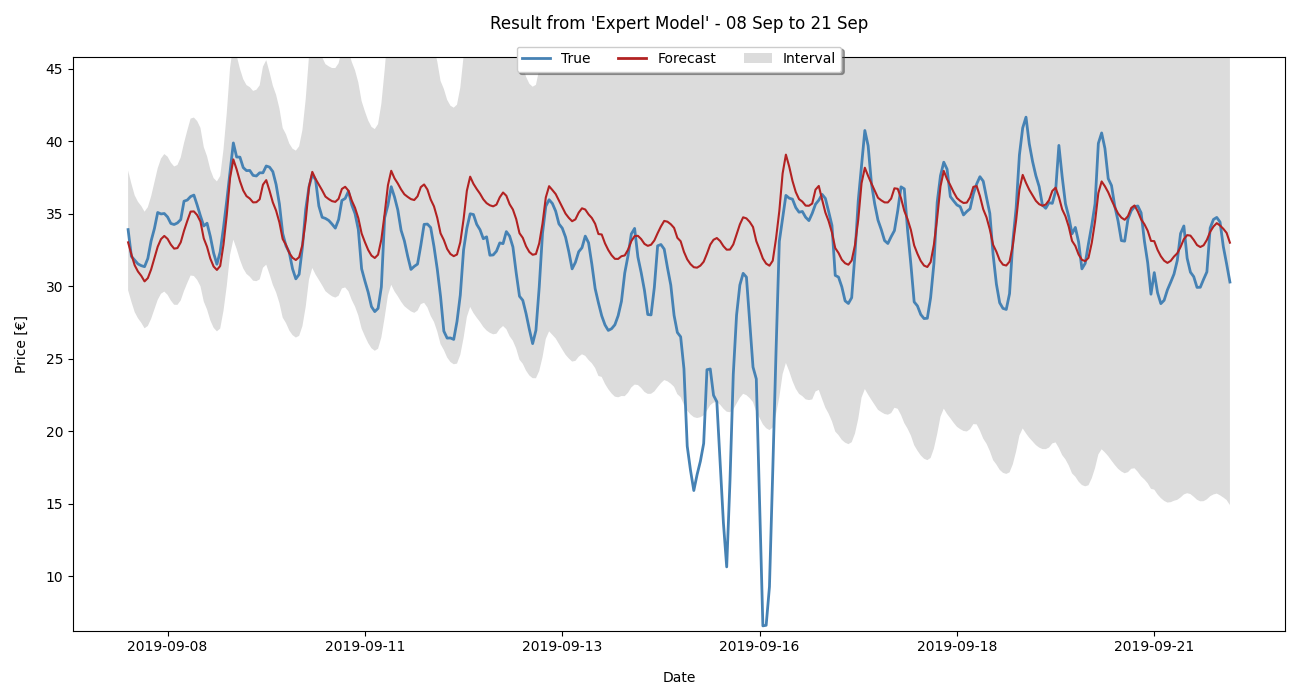 Result from 'Expert Model' - 08 Sep to 21 Sep
True Forecast Interval
45
40
35
30
25
20
15
10
Price [€]
2019-09-08 2019-09-11 2019-09-13 2019-09-16 2019-09-18 2019-09-21
Date